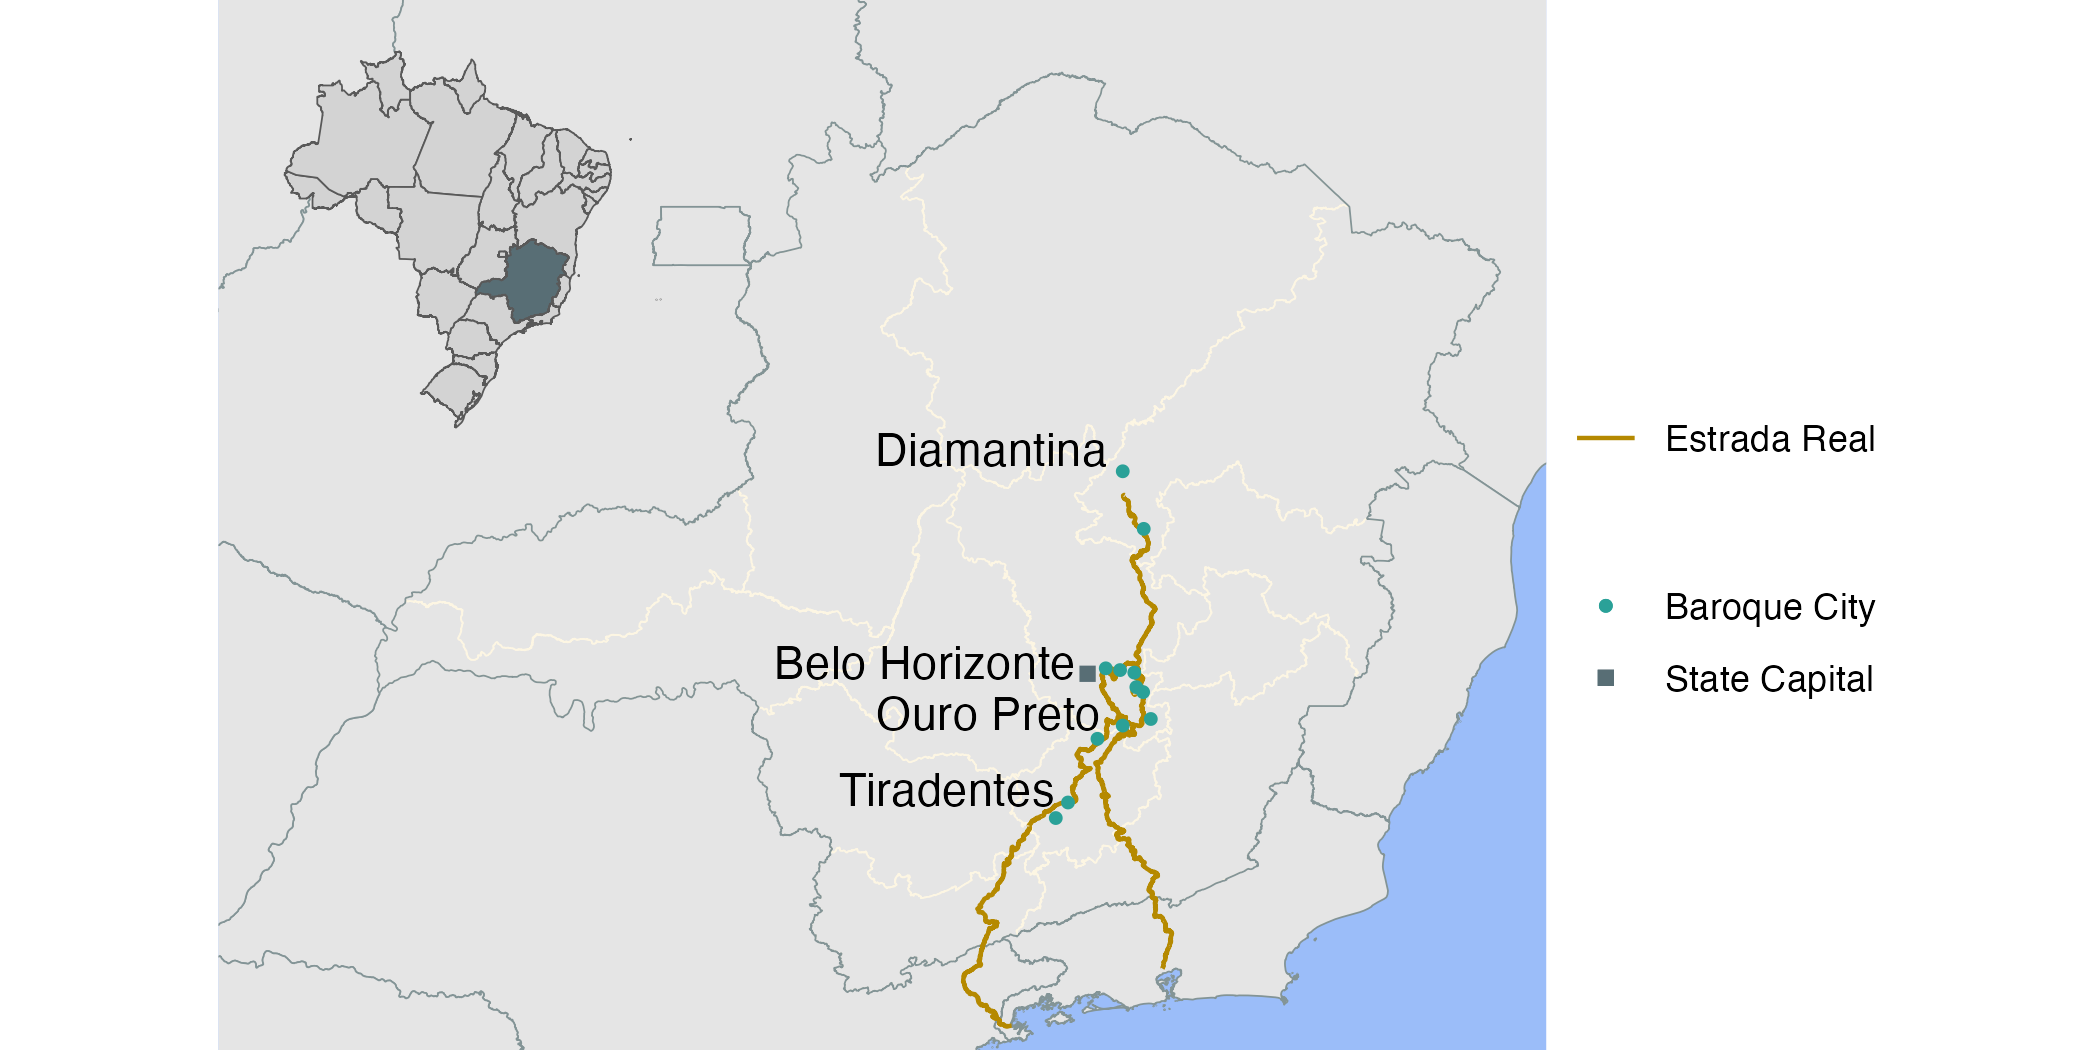 Diamantina
Belo Horizonte
Ouro Preto
Tiradentes
Estrada Real
Baroque City
State Capital